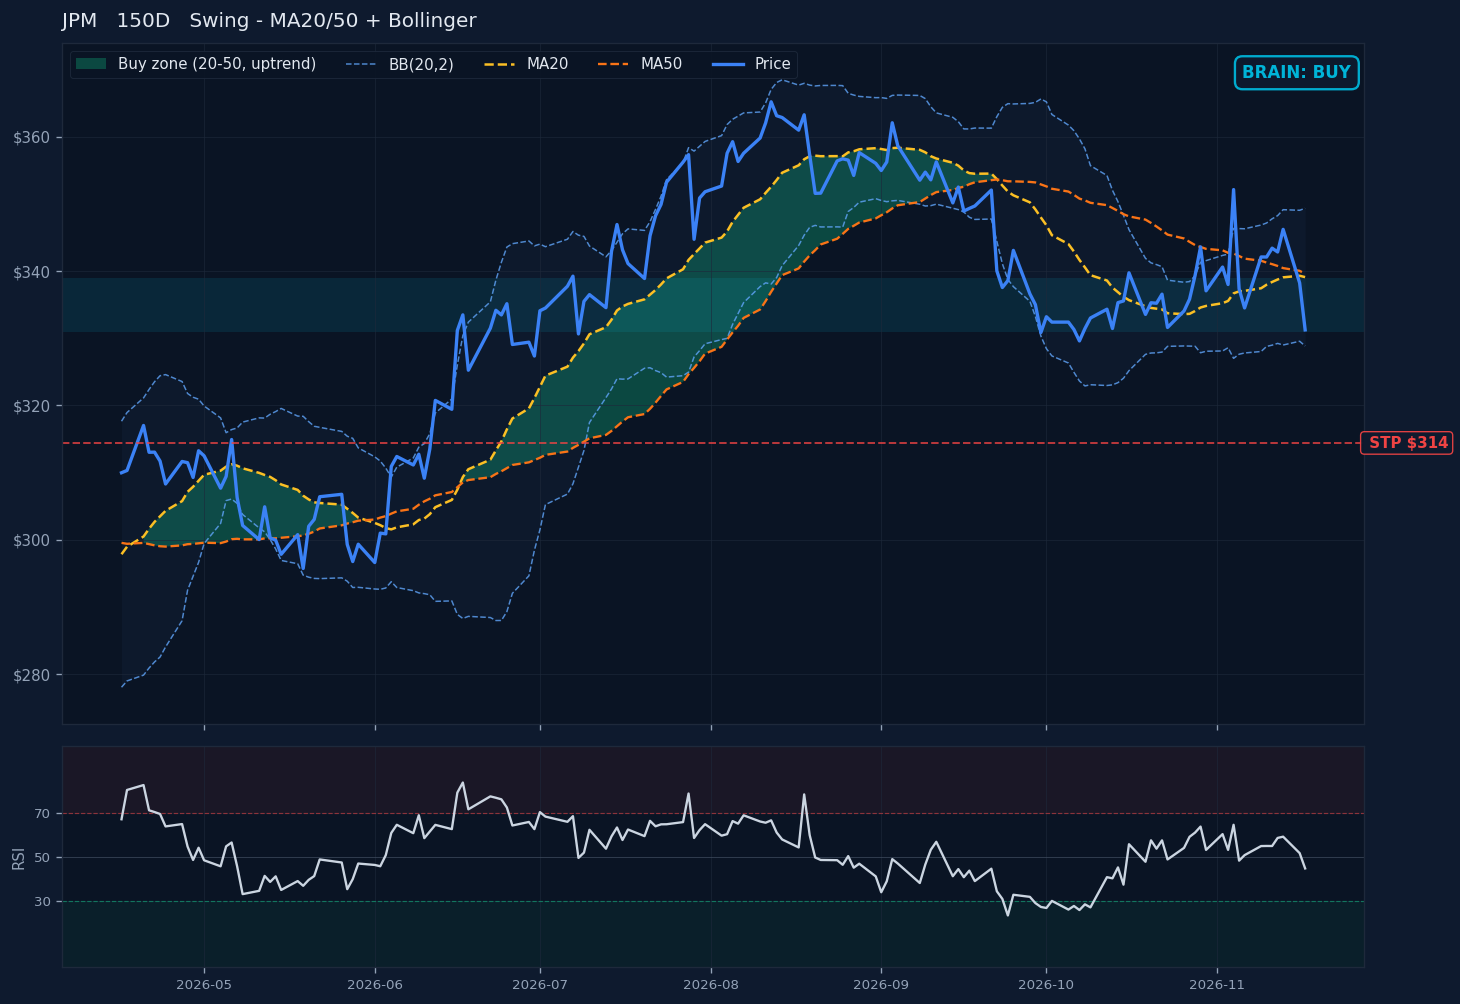 JPM 150D Swing - MA20/50 + Bollinger
Buy zone (20-50, uptrend) BB(20,2) MA20 MA50 Price
BRAIN: BUY
$360
$340
$320
$300
$280
STP $314
70
50
30
RSI
2026-05 2026-06 2026-07 2026-08 2026-09 2026-10 2026-11